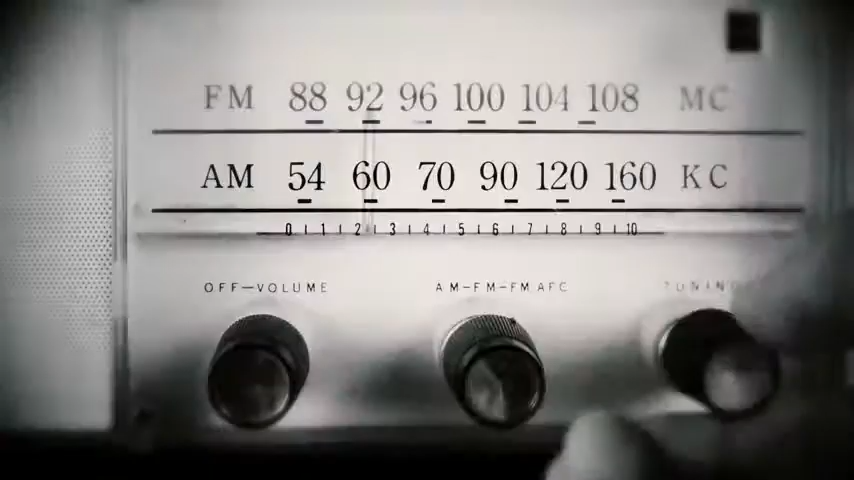 FM 88 92 96 100 104 108 MC
AM 54 60 70 90 120 160 KC
0 1 2 3 4 5 6 7 8 9 10
OFF-VOLUME AM-FM-FM AFC TUNING